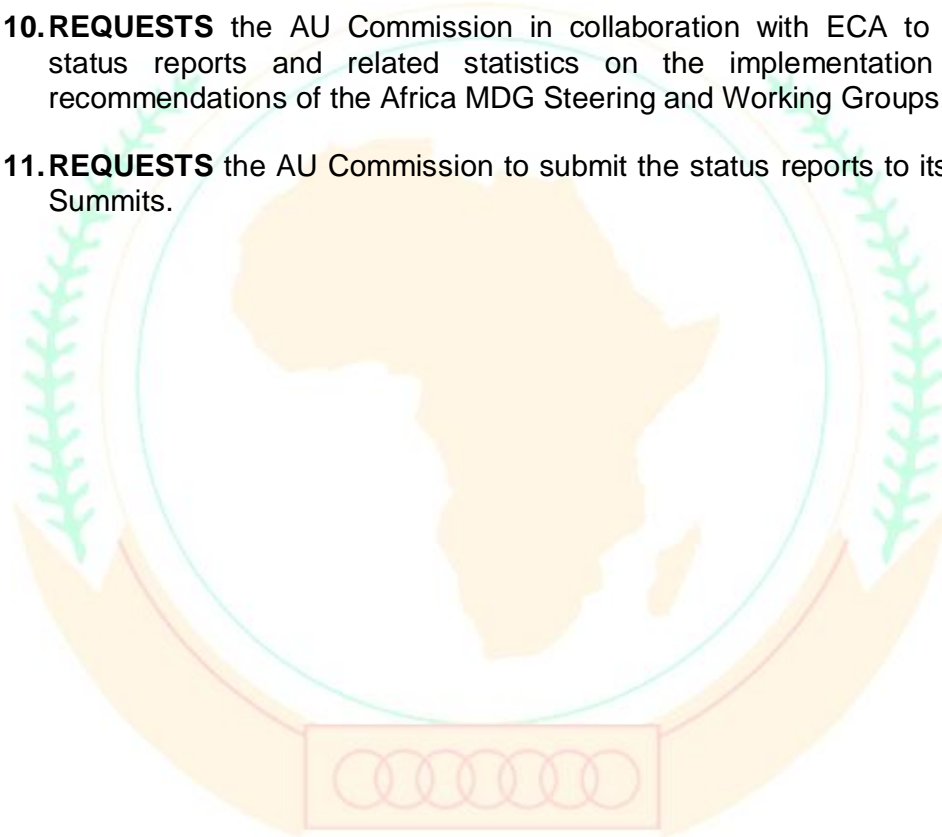 10. REQUESTS the AU Commission in collaboration with ECA to
status reports and related statistics on the implementation
recommendations of the Africa MDG Steering and Working Groups
11. REQUESTS the AU Commission to submit the status reports to its
Summits.